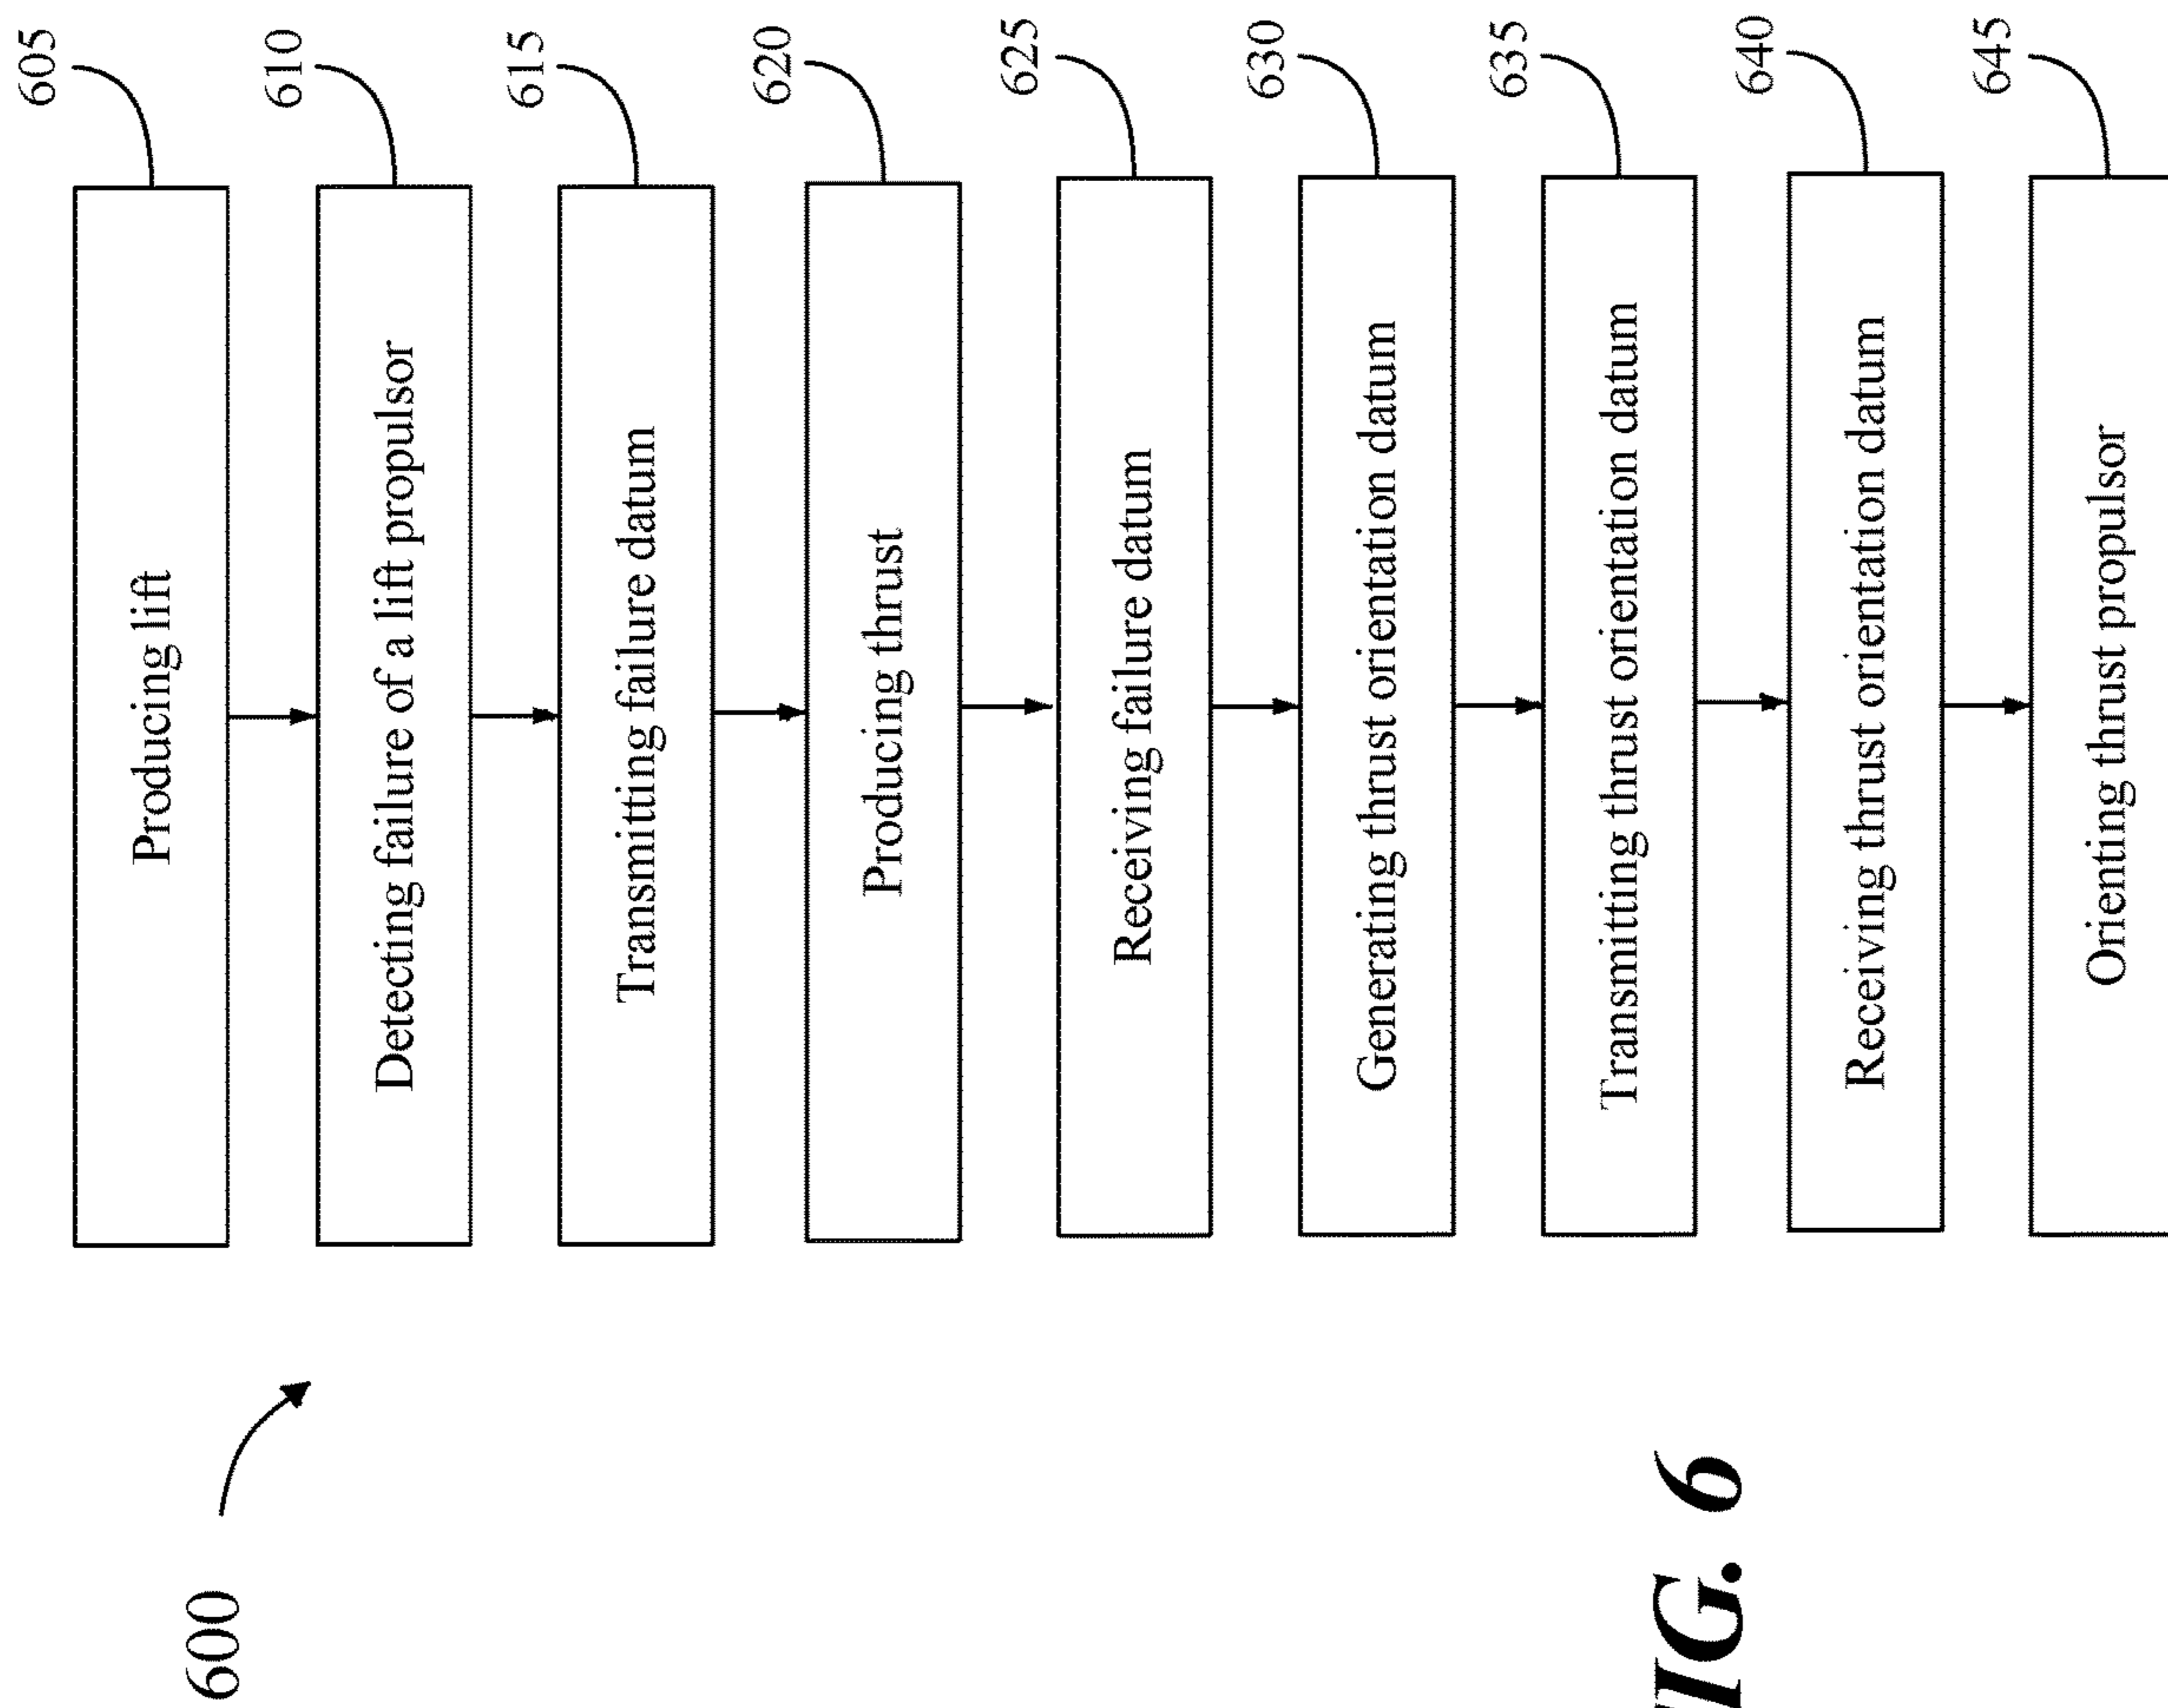 600
605
Producing lift
610
Detecting failure of a lift propulsor
615
Transmitting failure datum
620
Producing thrust
625
Receiving failure datum
630
Generating thrust orientation datum
635
Transmitting thrust orientation datum
640
Receiving thrust orientation datum
645
Orienting thrust propulsor
IG. 6